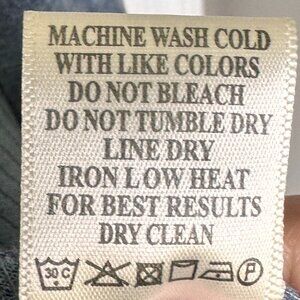 MACHINE WASH COLD
WITH LIKE COLORS
DO NOT BLEACH
DO NOT TUMBLE DRY
LINE DRY
IRON LOW HEAT
FOR BEST RESULTS
DRY CLEAN
30 C P